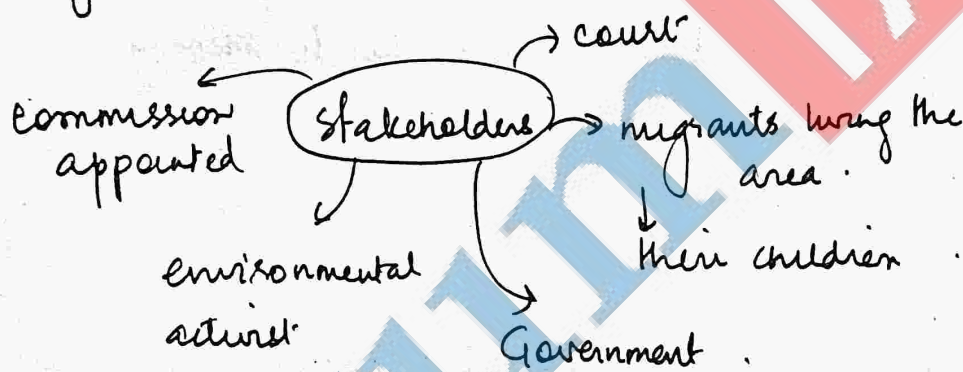 court
commission
appointed
stakeholders
migrants living the
area.
their children
environmental
activist
Government.